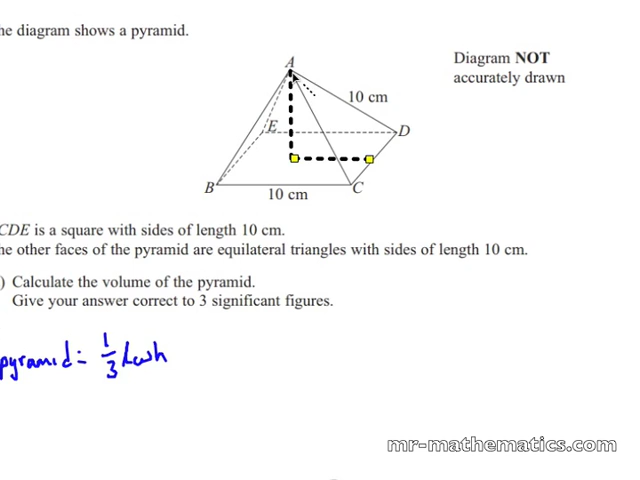 he diagram shows a pyramid.
Diagram NOT
accurately drawn
A
10 cm
E
D
B
C
10 cm
CDE is a square with sides of length 10 cm.
he other faces of the pyramid are equilateral triangles with sides of length 10 cm.
) Calculate the volume of the pyramid.
Give your answer correct to 3 significant figures.
pyramid = 1/3 Lwh
mr-mathematics.com